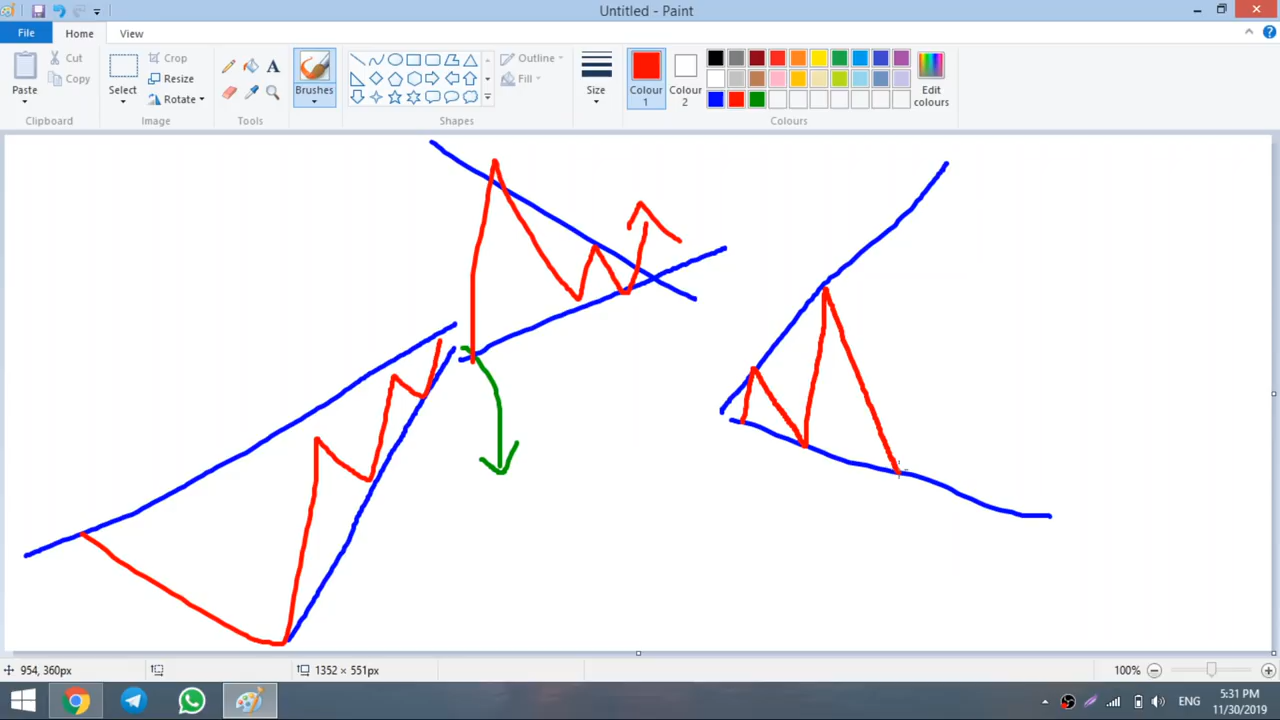 Untitled - Paint
File
Home
View
Paste
Cut
Copy
Clipboard
Select
Crop
Resize
Rotate
Image
A
Tools
Brushes
Outline
Fill
Shapes
Size
Colour
1
Colour
2
Edit
colours
Colours
954, 360px
1352 × 551px
100%
ENG
5:31 PM
11/30/2019